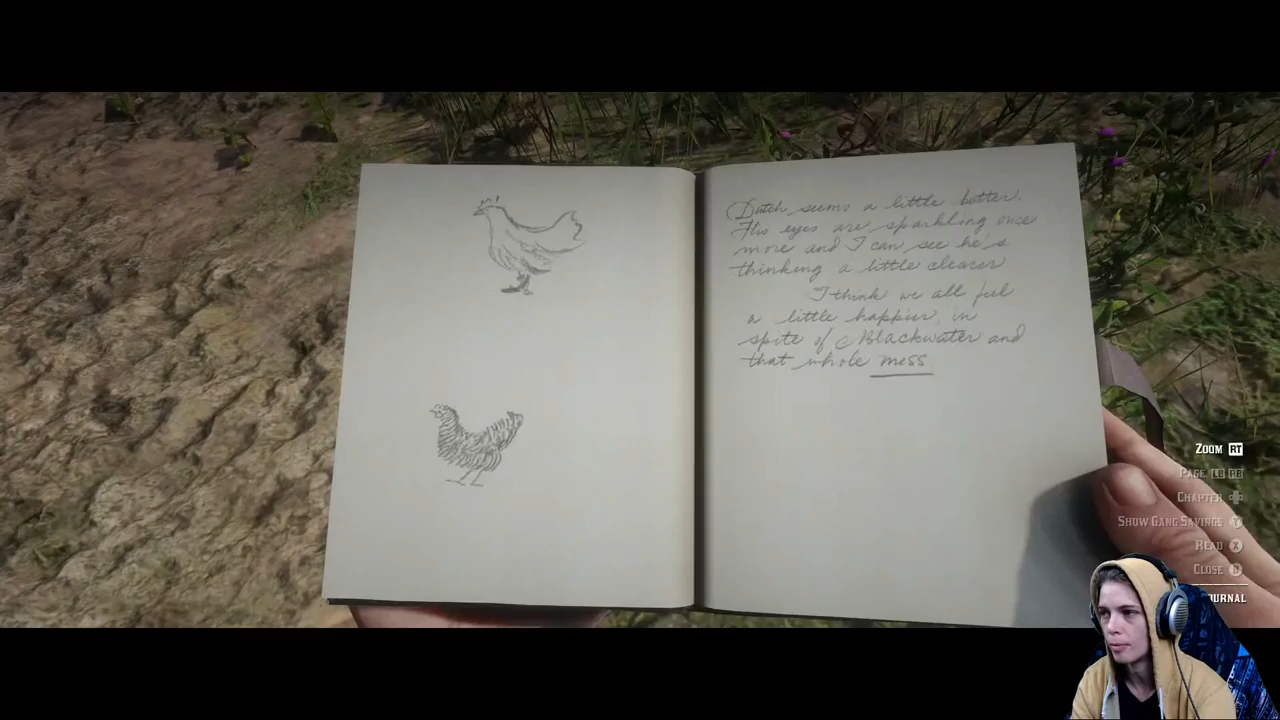 Dutch seems a little better.
His eyes are sparkling once
more and I can see he's
thinking a little clearer
I think we all feel
a little happier, in
spite of Blackwater and
that whole mess
ZOOM RT
PAGE LB RB
CHAPTER
SHOW GANG SAVINGS Y
READ X
CLOSE B
JOURNAL